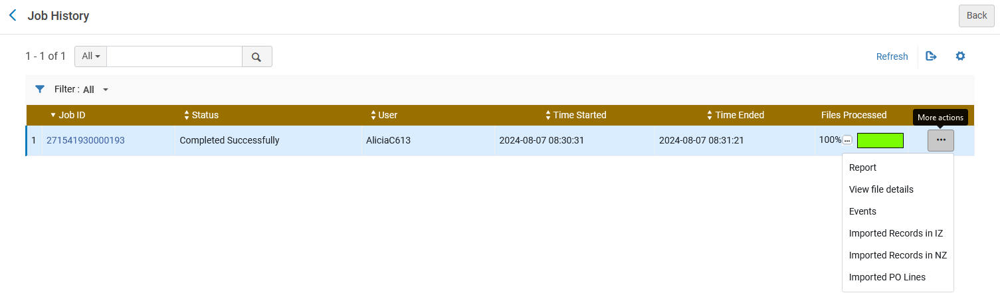 Job History
Back
1 - 1 of 1 All Refresh
Filter : All
Job ID Status User Time Started Time Ended Files Processed More actions
1 271541930000193 Completed Successfully AliciaC613 2024-08-07 08:30:31 2024-08-07 08:31:21 100%
Report
View file details
Events
Imported Records in IZ
Imported Records in NZ
Imported PO Lines